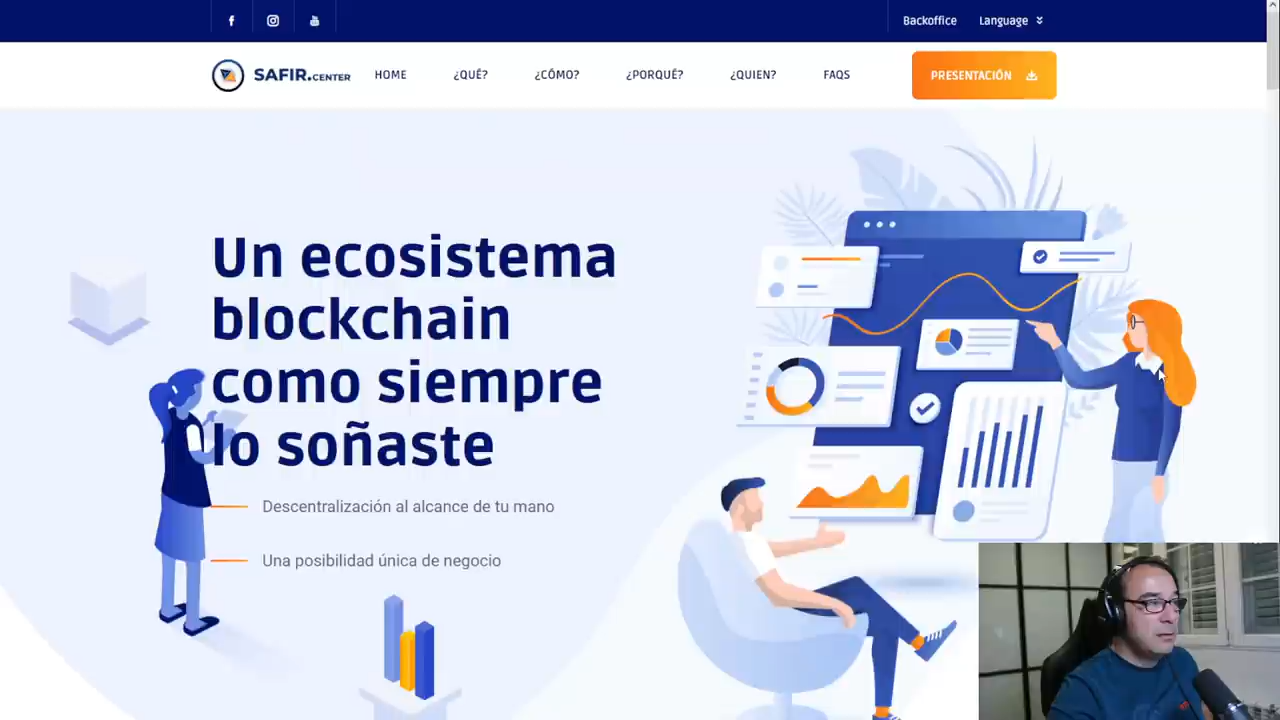 Backoffice Language
SAFIR.CENTER
HOME ¿QUÉ? ¿CÓMO? ¿PORQUÉ? ¿QUIEN? FAQS
PRESENTACIÓN
Un ecosistema
blockchain
como siempre
lo soñaste
Descentralización al alcance de tu mano
Una posibilidad única de negocio